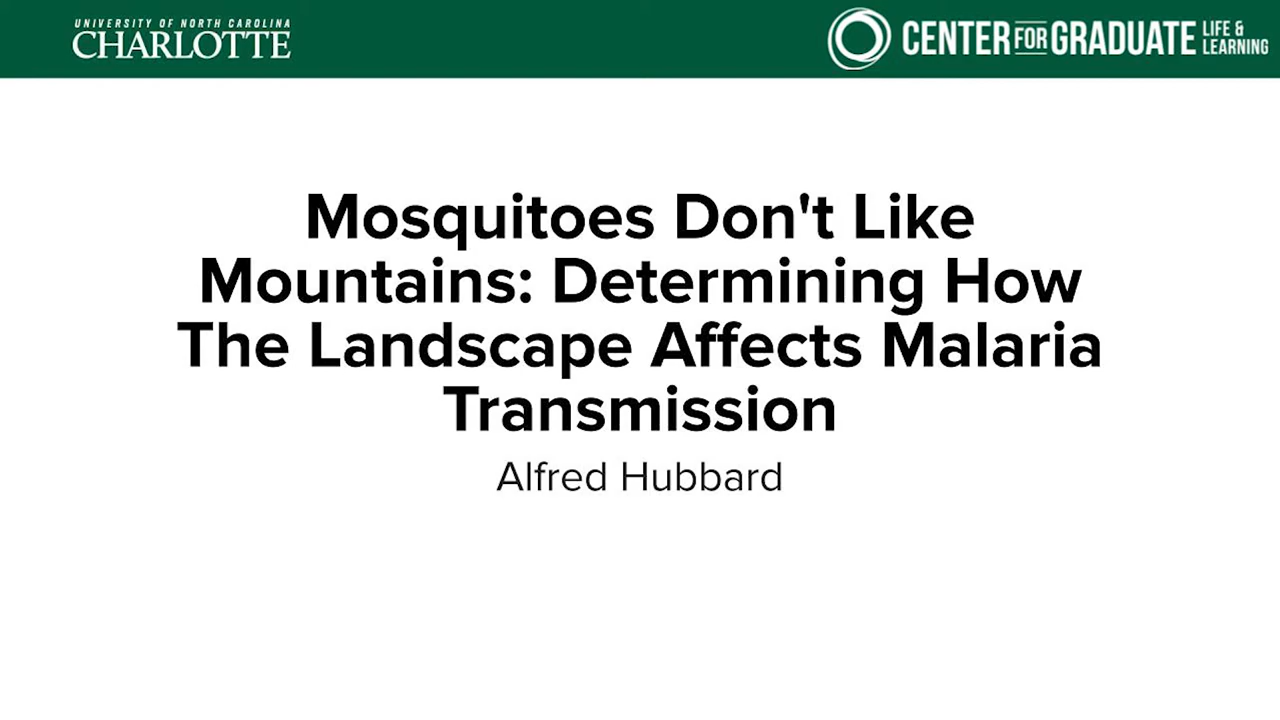 UNIVERSITY OF NORTH CAROLINA
CHARLOTTE
CENTER FOR GRADUATE LIFE &
LEARNING
Mosquitoes Don't Like
Mountains: Determining How
The Landscape Affects Malaria
Transmission
Alfred Hubbard